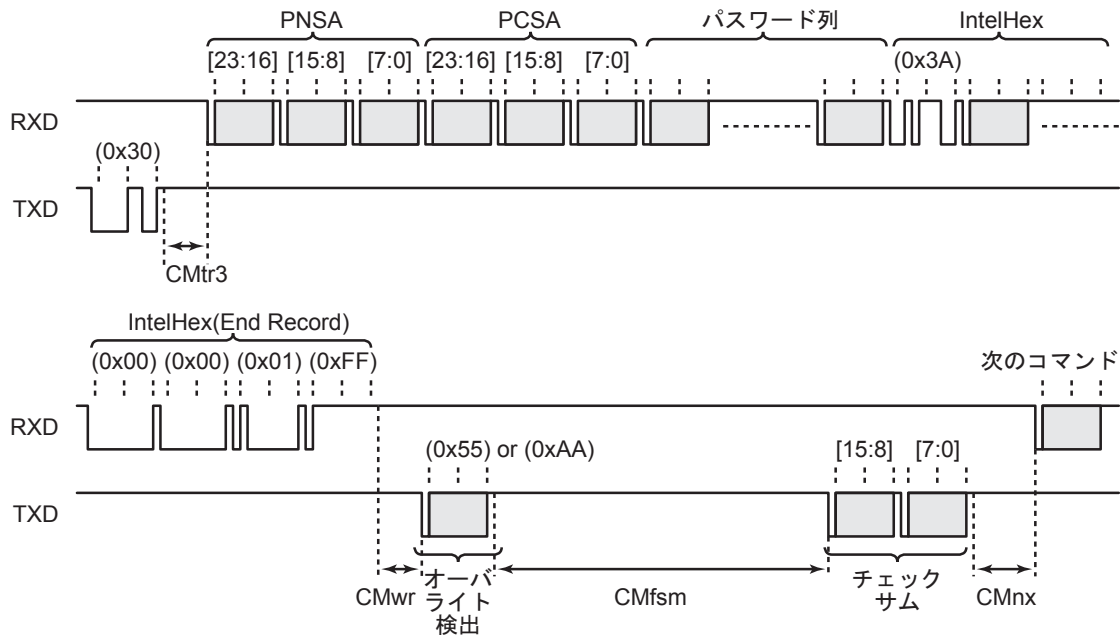 PNSA PCSA パスワード列 IntelHex
[23:16] [15:8] [7:0] [23:16] [15:8] [7:0] (0x3A)
RXD
(0x30)
TXD
CMtr3
IntelHex(End Record)
(0x00) (0x00) (0x01) (0xFF) 次のコマンド
RXD
(0x55) or (0xAA) [15:8] [7:0]
TXD
CMwr オーバ
ライト
検出 CMfsm チェック
サム CMnx